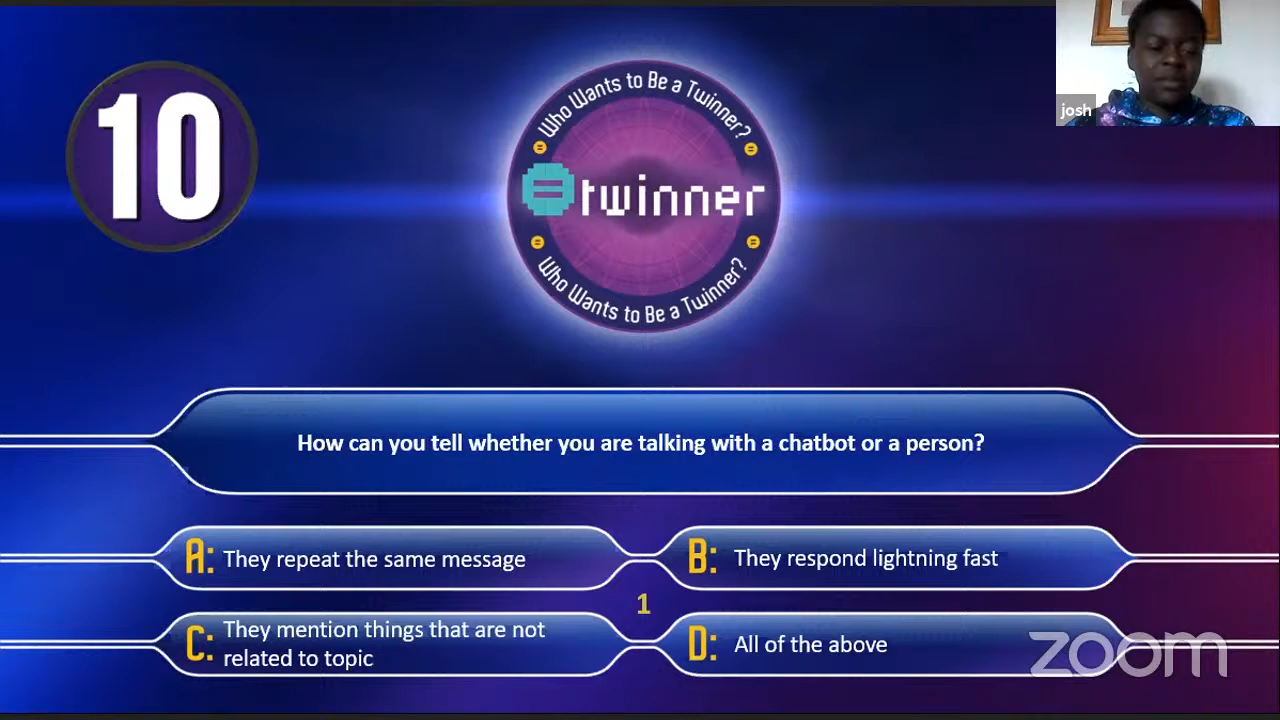 10
Who Wants to Be a Twinner?
twinner
Who Wants to Be a Twinner?
josh
How can you tell whether you are talking with a chatbot or a person?
A: They repeat the same message
B: They respond lightning fast
1
C: They mention things that are not
related to topic
D: All of the above
zoom